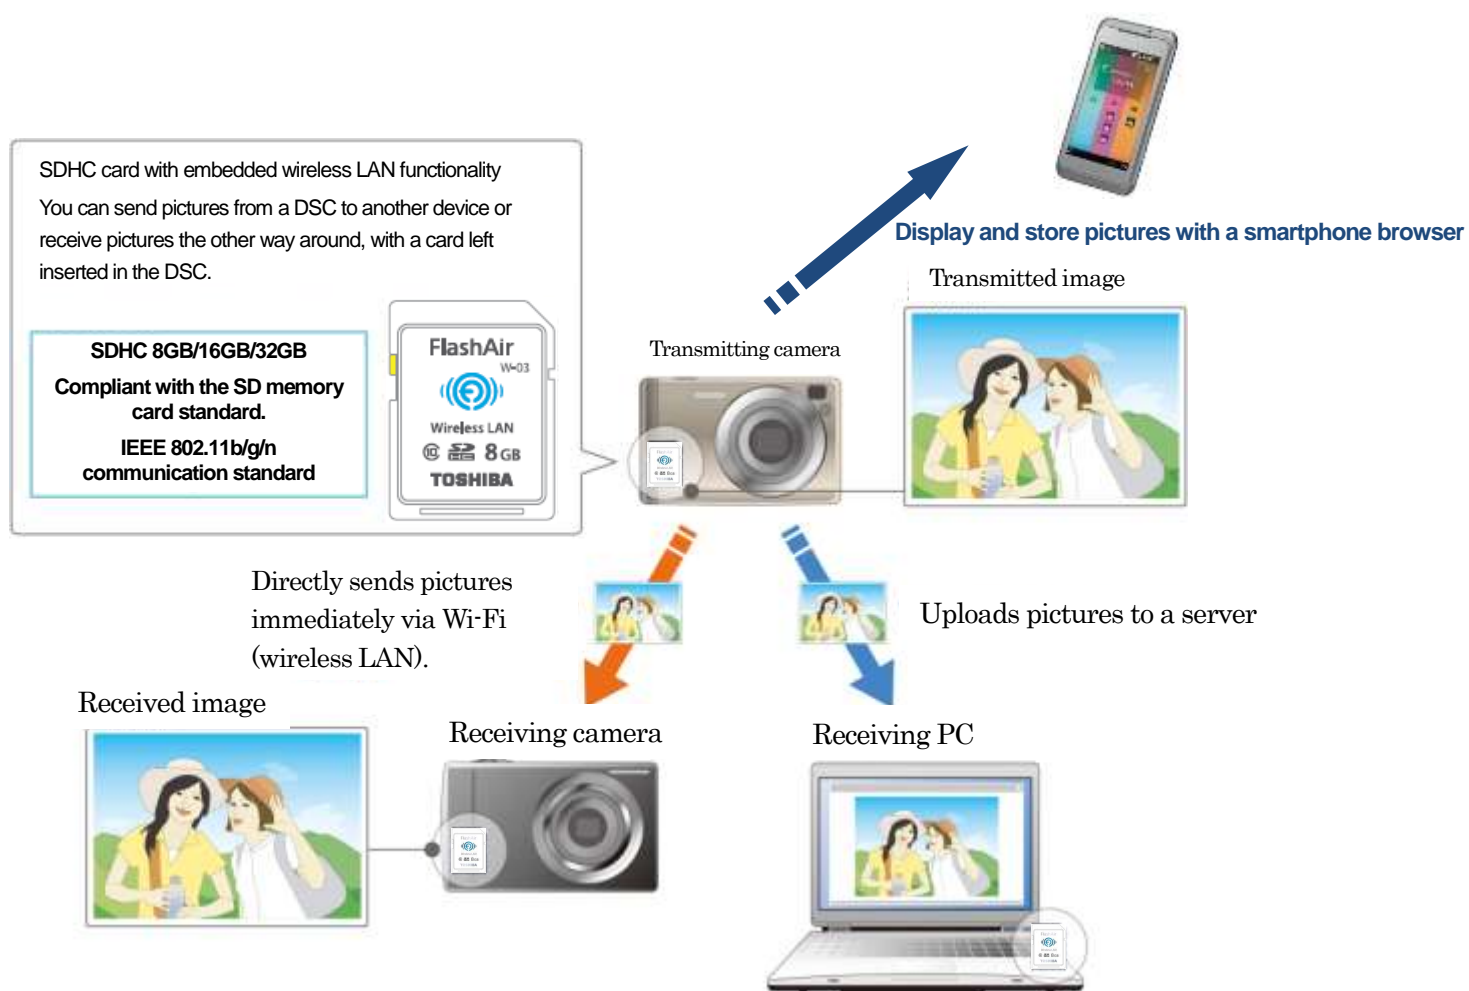 SDHC card with embedded wireless LAN functionality
You can send pictures from a DSC to another device or
receive pictures the other way around, with a card left
inserted in the DSC.
SDHC 8GB/16GB/32GB
Compliant with the SD memory
card standard.
IEEE 802.11b/g/n
communication standard
FlashAir
W-03
Wireless LAN
10 SDHC 8GB
TOSHIBA
Display and store pictures with a smartphone browser
Transmitted image
Transmitting camera
Directly sends pictures
immediately via Wi-Fi
(wireless LAN).
Uploads pictures to a server
Received image
Receiving camera
Receiving PC